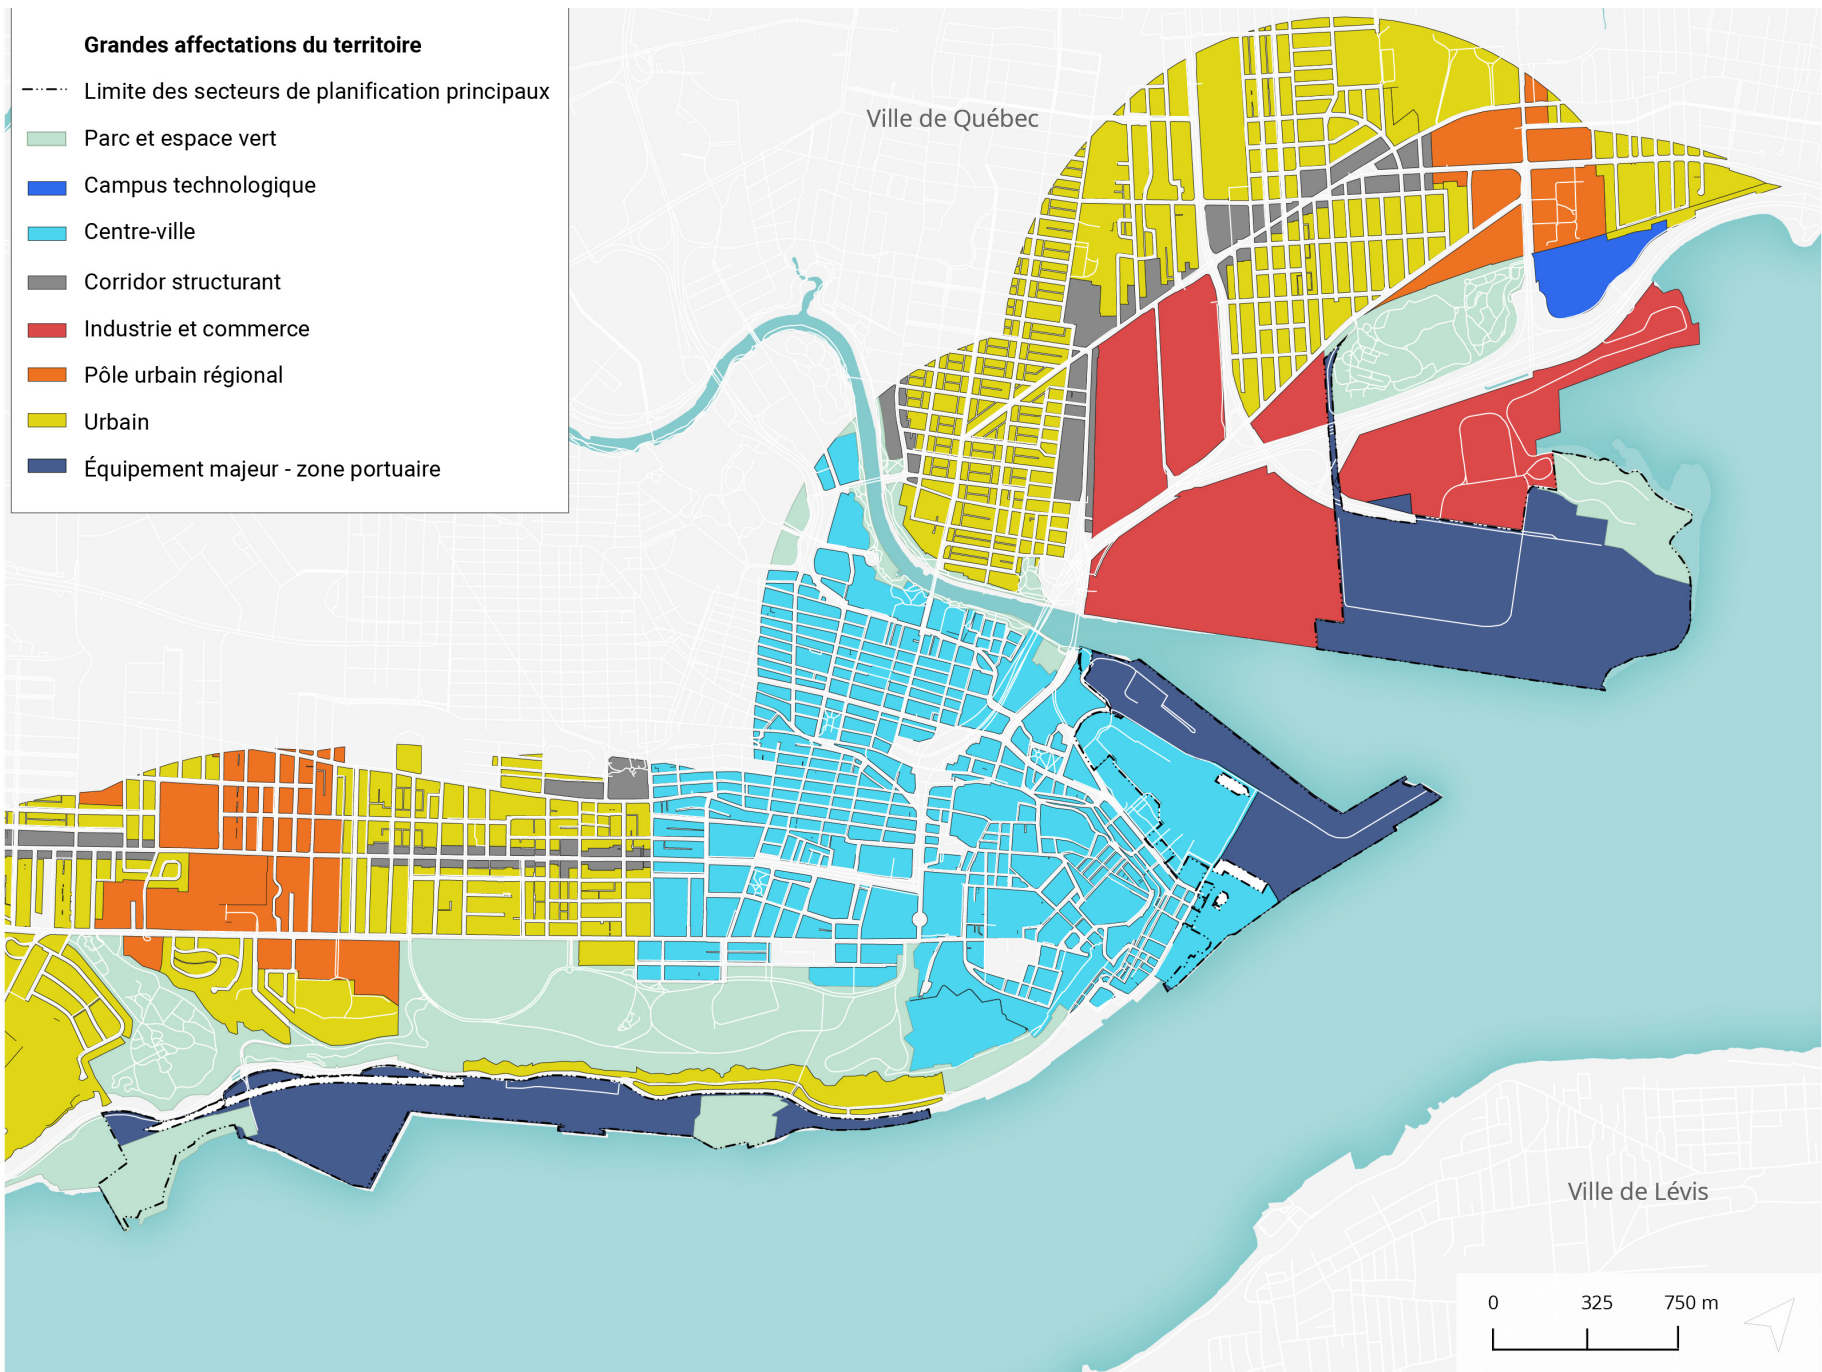 Grandes affectations du territoire
Limite des secteurs de planification principaux
Parc et espace vert
Campus technologique
Centre-ville
Corridor structurant
Industrie et commerce
Pôle urbain régional
Urbain
Équipement majeur - zone portuaire
Ville de Québec
Ville de Lévis
0 325 750 m